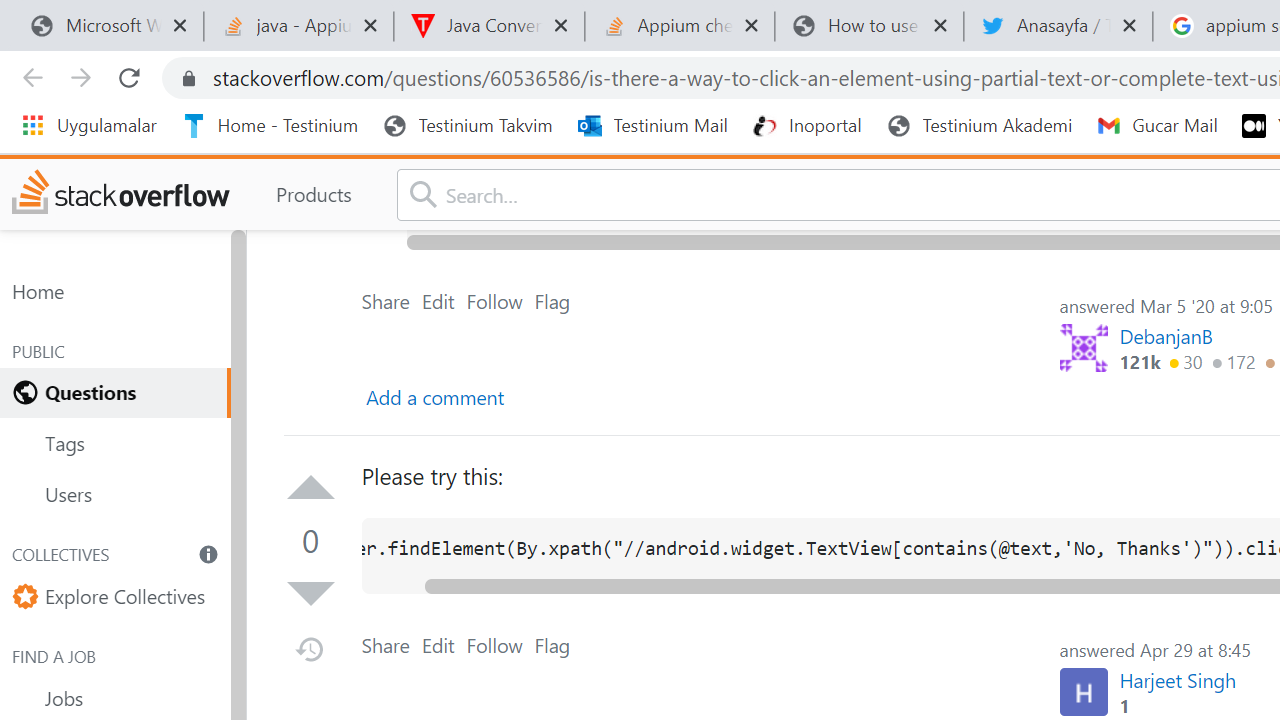 Microsoft W
java - Appiu
Java Conver
Appium che
How to use
Anasayfa / T
appium s
stackoverflow.com/questions/60536586/is-there-a-way-to-click-an-element-using-partial-text-or-complete-text-usi
Uygulamalar
Home - Testinium
Testinium Takvim
Testinium Mail
Inoportal
Testinium Akademi
Gucar Mail
stackoverflow
Products
Search...
Home
PUBLIC
Questions
Tags
Users
COLLECTIVES
Explore Collectives
FIND A JOB
Jobs
Share Edit Follow Flag
answered Mar 5 '20 at 9:05
DebanjanB
121k 30 172
Add a comment
Please try this:
0
er.findElement(By.xpath("//android.widget.TextView[contains(@text,'No, Thanks')")).clic
Share Edit Follow Flag
answered Apr 29 at 8:45
H
Harjeet Singh
1